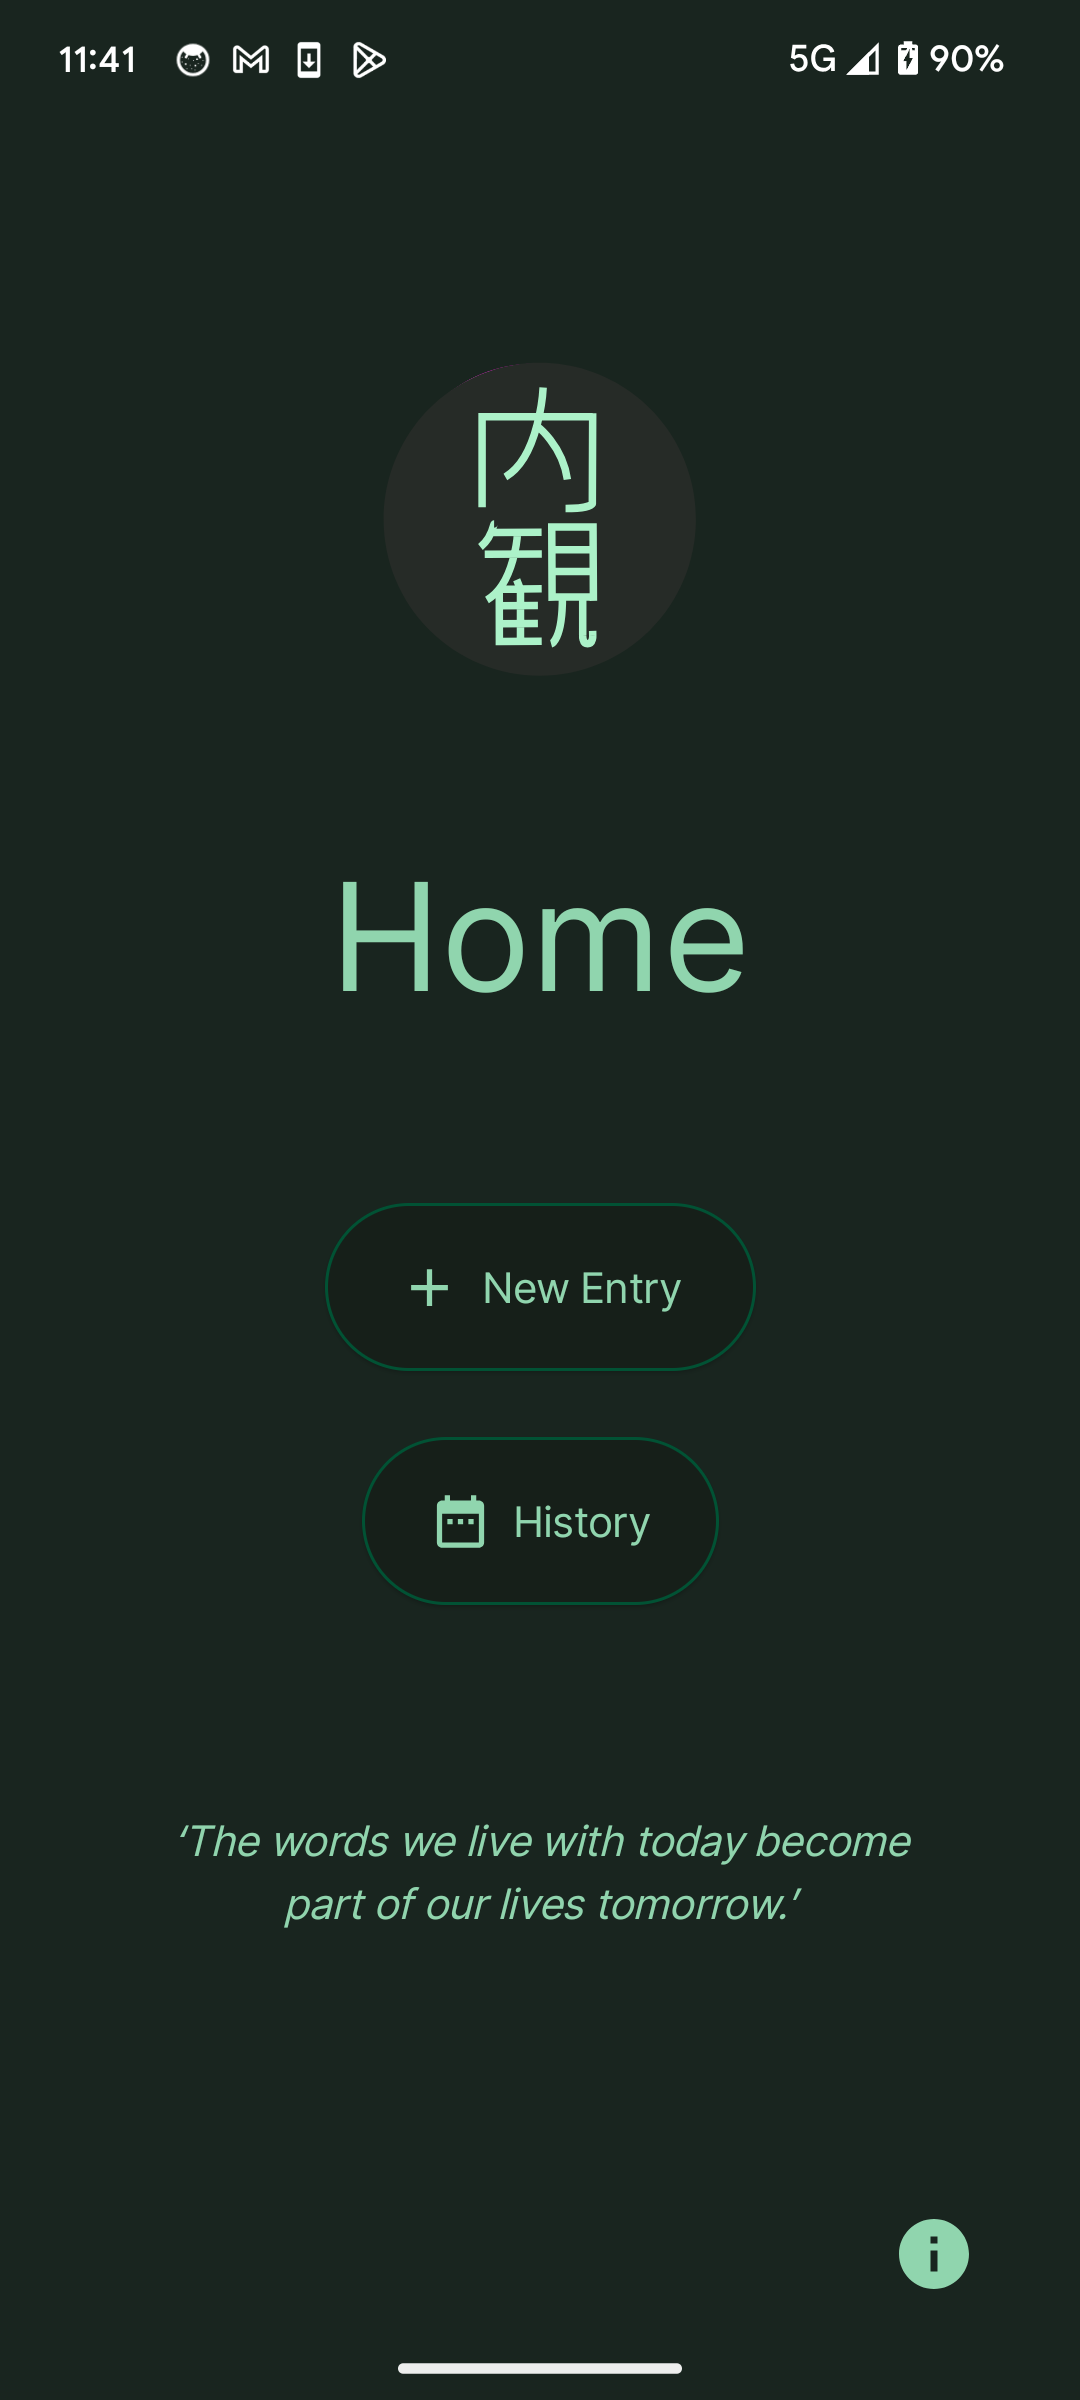 11:41 5G 90%
内
観
Home
New Entry
History
‘The words we live with today become
part of our lives tomorrow.’